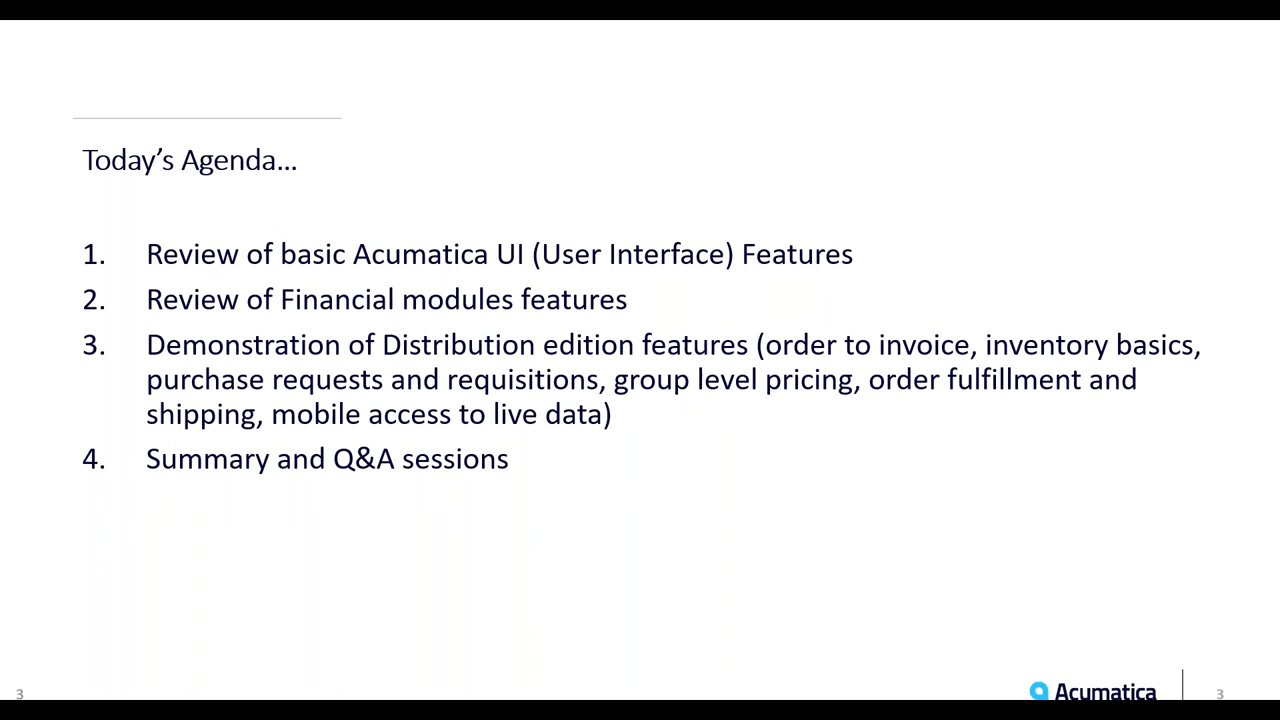 Today’s Agenda…
1. Review of basic Acumatica UI (User Interface) Features
2. Review of Financial modules features
3. Demonstration of Distribution edition features (order to invoice, inventory basics,
purchase requests and requisitions, group level pricing, order fulfillment and
shipping, mobile access to live data)
4. Summary and Q&A sessions
3
Acumatica
3